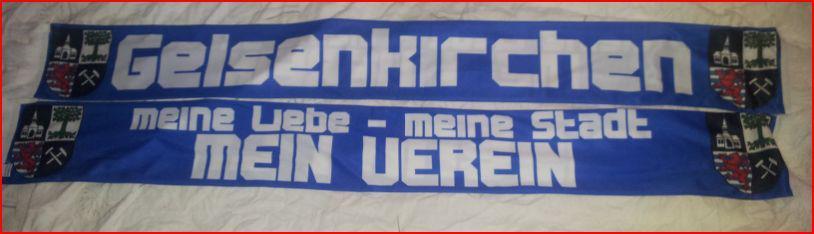 Gelsenkirchen
meine Liebe - meine Stadt
MEIN VEREIN